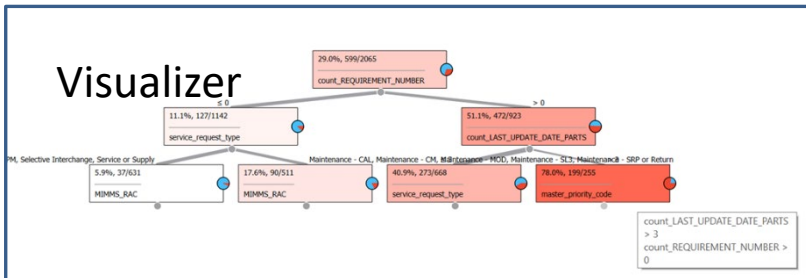 Visualizer
29.0%, 599/2065
count_REQUIREMENT_NUMBER
≤ 0
> 0
11.1%, 127/1142
service_request_type
51.1%, 472/923
count_LAST_UPDATE_DATE_PARTS
PM, Selective Interchange, Service or Supply
Maintenance - CAL, Maintenance - CM, Maintenance - MOD, Maintenance - SL3, Maintenance - SRP or Return
5.9%, 37/631
MIMMS_RAC
17.6%, 90/511
MIMMS_RAC
40.9%, 273/668
service_request_type
78.0%, 199/255
master_priority_code
count_LAST_UPDATE_DATE_PARTS
> 3
count_REQUIREMENT_NUMBER >
0